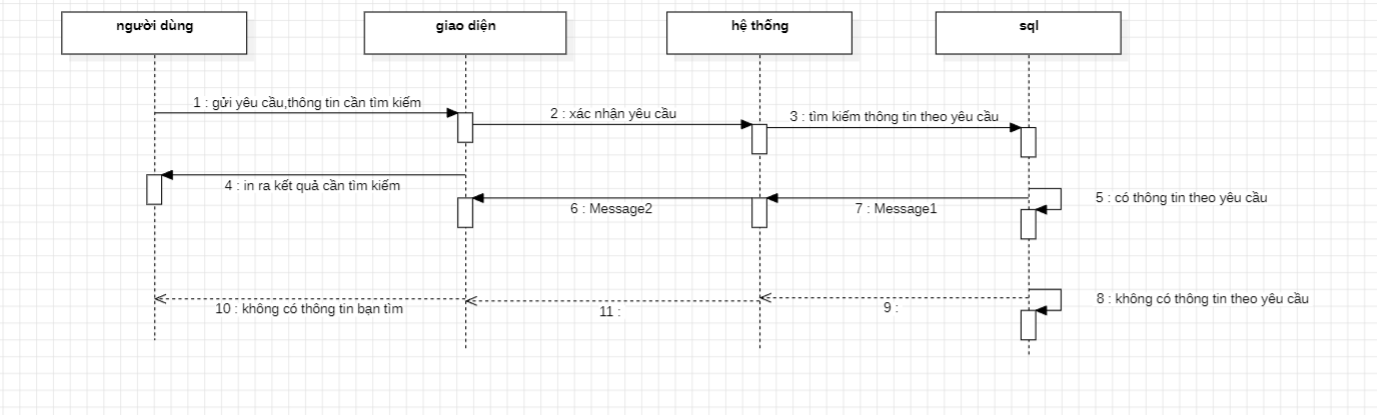 người dùng
giao diện
hệ thống
sql
1 : gửi yêu cầu,thông tin cần tìm kiếm
2 : xác nhận yêu cầu
3 : tìm kiếm thông tin theo yêu cầu
4 : in ra kết quả cần tìm kiếm
6 : Message2
7 : Message1
5 : có thông tin theo yêu cầu
10 : không có thông tin bạn tìm
11 :
9 :
8 : không có thông tin theo yêu cầu